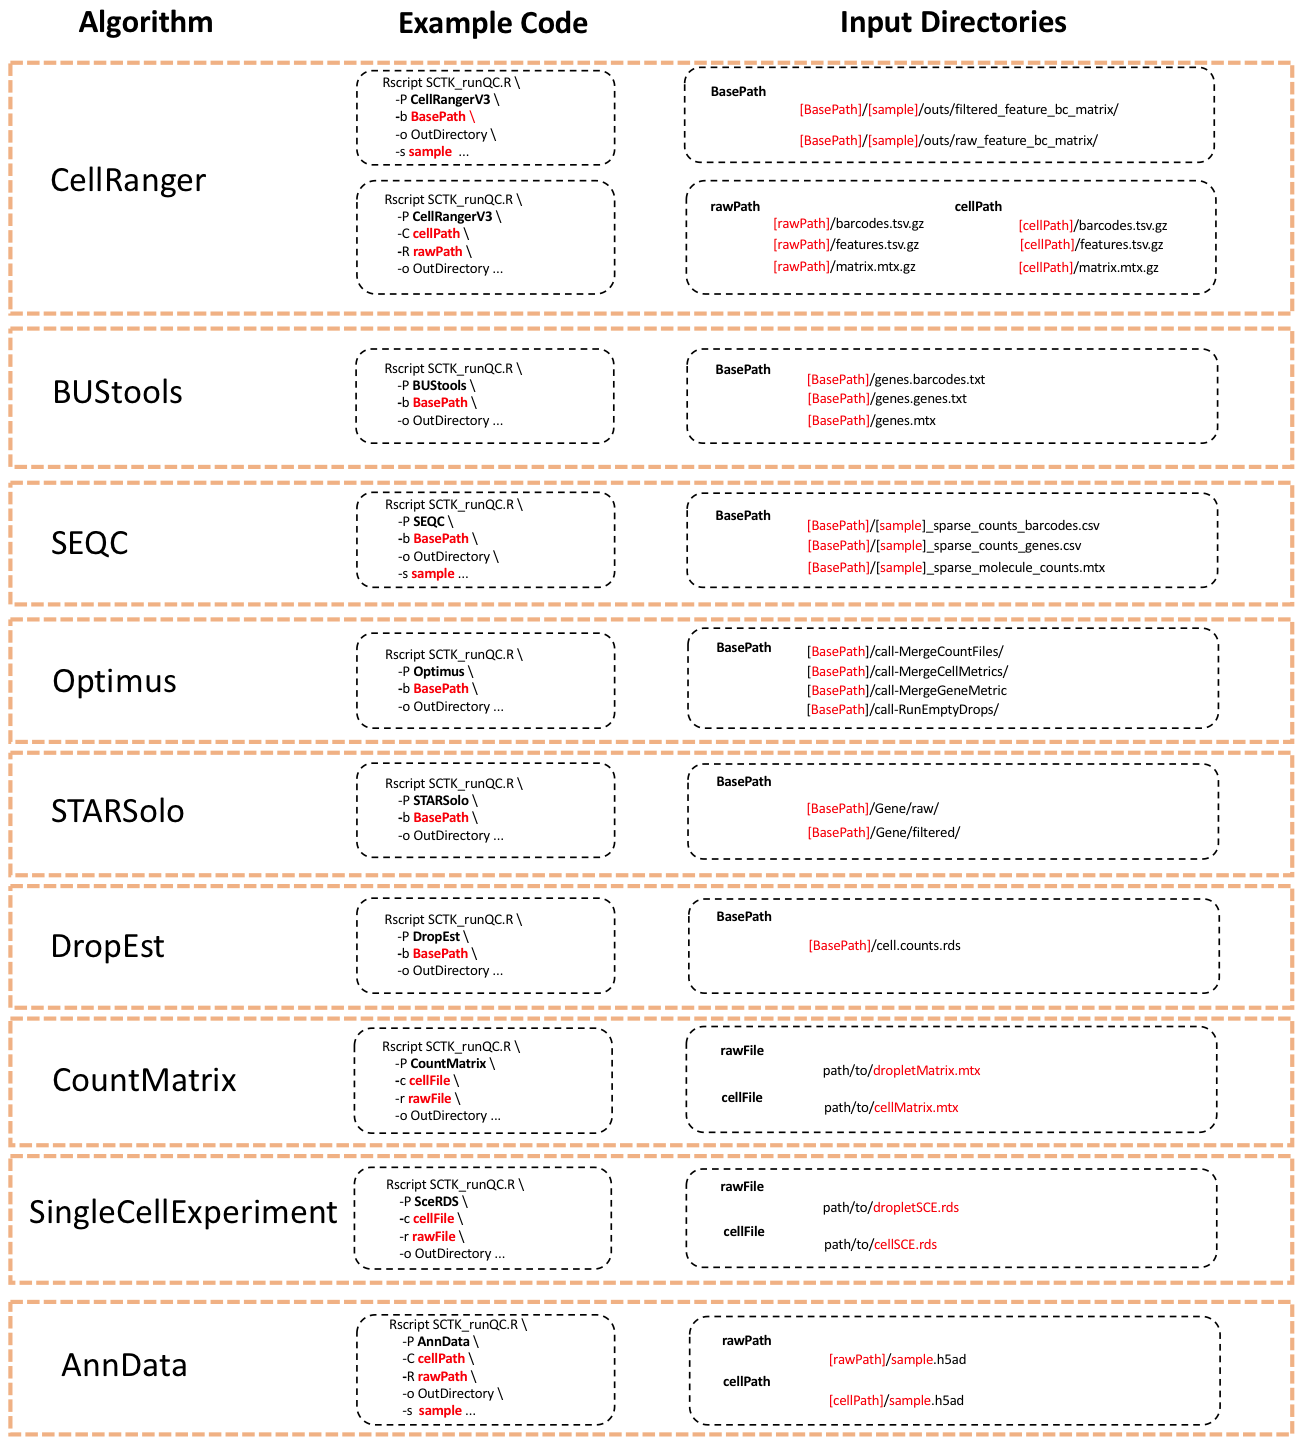 Algorithm
Example Code
Input Directories
CellRanger
Rscript SCTK_runQC.R \
-P CellRangerV3 \
-b BasePath \
-o OutDirectory \
-s sample ...
BasePath
[BasePath]/[sample]/outs/filtered_feature_bc_matrix/
[BasePath]/[sample]/outs/raw_feature_bc_matrix/
Rscript SCTK_runQC.R \
-P CellRangerV3 \
-C cellPath \
-R rawPath \
-o OutDirectory ...
rawPath
[rawPath]/barcodes.tsv.gz
[rawPath]/features.tsv.gz
[rawPath]/matrix.mtx.gz
cellPath
[cellPath]/barcodes.tsv.gz
[cellPath]/features.tsv.gz
[cellPath]/matrix.mtx.gz
BUStools
Rscript SCTK_runQC.R \
-P BUStools \
-b BasePath \
-o OutDirectory ...
BasePath
[BasePath]/genes.barcodes.txt
[BasePath]/genes.genes.txt
[BasePath]/genes.mtx
SEQC
Rscript SCTK_runQC.R \
-P SEQC \
-b BasePath \
-o OutDirectory \
-s sample ...
BasePath
[BasePath]/[sample]_sparse_counts_barcodes.csv
[BasePath]/[sample]_sparse_counts_genes.csv
[BasePath]/[sample]_sparse_molecule_counts.mtx
Optimus
Rscript SCTK_runQC.R \
-P Optimus \
-b BasePath \
-o OutDirectory ...
BasePath
[BasePath]/call-MergeCountFiles/
[BasePath]/call-MergeCellMetrics/
[BasePath]/call-MergeGeneMetric
[BasePath]/call-RunEmptyDrops/
STARSolo
Rscript SCTK_runQC.R \
-P STARSolo \
-b BasePath \
-o OutDirectory ...
BasePath
[BasePath]/Gene/raw/
[BasePath]/Gene/filtered/
DropEst
Rscript SCTK_runQC.R \
-P DropEst \
-b BasePath \
-o OutDirectory ...
BasePath
[BasePath]/cell.counts.rds
CountMatrix
Rscript SCTK_runQC.R \
-P CountMatrix \
-c cellFile \
-r rawFile \
-o OutDirectory ...
rawFile
path/to/dropletMatrix.mtx
cellFile
path/to/cellMatrix.mtx
SingleCellExperiment
Rscript SCTK_runQC.R \
-P SceRDS \
-c cellFile \
-r rawFile \
-o OutDirectory ...
rawFile
path/to/dropletSCE.rds
cellFile
path/to/cellSCE.rds
AnnData
Rscript SCTK_runQC.R \
-P AnnData \
-C cellPath \
-R rawPath \
-o OutDirectory \
-s sample ...
rawPath
[rawPath]/sample.h5ad
cellPath
[cellPath]/sample.h5ad